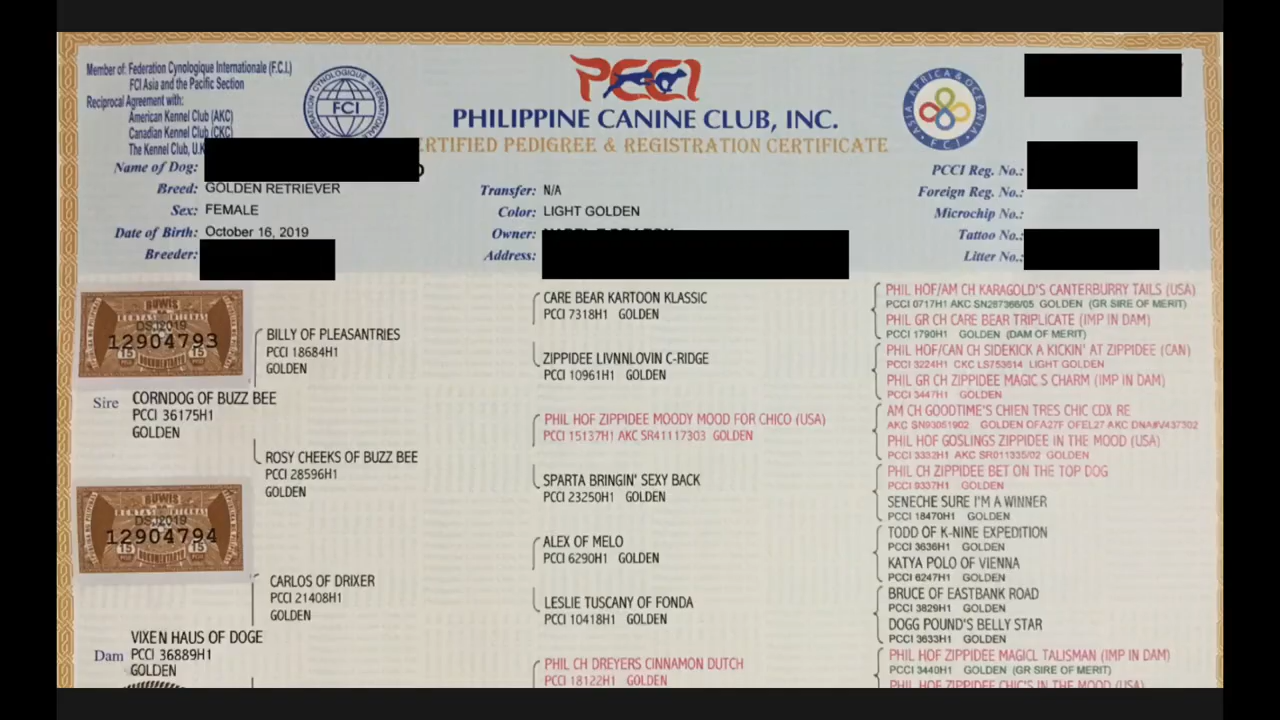 Member of: Federation Cynologique Internationale (F.C.I.)
FCI Asia and the Pacific Section
Reciprocal Agreement with:
American Kennel Club (AKC)
Canadian Kennel Club (CKC)
The Kennel Club, U.K
FEDERATION CYNOLOGIQUE INTERNATIONALE
FCI
PCCI
PHILIPPINE CANINE CLUB, INC.
ERTIFIED PEDIGREE & REGISTRATION CERTIFICATE
ASIA, AFRICA & OCEANIA
F.C.I.
Name of Dog:
Breed: GOLDEN RETRIEVER
Sex: FEMALE
Date of Birth: October 16, 2019
Breeder:
Transfer: N/A
Color: LIGHT GOLDEN
Owner:
Address:
PCCI Reg. No.:
Foreign Reg. No.:
Microchip No.:
Tattoo No.:
Litter No.:
BUWIS
DSJ2019
12904793
15 15
BUWIS
DSJ2019
12904794
15 15
Sire CORNDOG OF BUZZ BEE
PCCI 36175H1
GOLDEN
Dam VIXEN HAUS OF DOGE
PCCI 36889H1
GOLDEN
BILLY OF PLEASANTRIES
PCCI 18684H1
GOLDEN
ROSY CHEEKS OF BUZZ BEE
PCCI 28596H1
GOLDEN
CARLOS OF DRIXER
PCCI 21408H1
GOLDEN
CARE BEAR KARTOON KLASSIC
PCCI 7318H1 GOLDEN
ZIPPIDEE LIVNNLOVIN C-RIDGE
PCCI 10961H1 GOLDEN
PHIL HOF ZIPPIDEE MOODY MOOD FOR CHICO (USA)
PCCI 15137H1 AKC SR41117303 GOLDEN
SPARTA BRINGIN' SEXY BACK
PCCI 23250H1 GOLDEN
ALEX OF MELO
PCCI 6290H1 GOLDEN
LESLIE TUSCANY OF FONDA
PCCI 10418H1 GOLDEN
PHIL CH DREYERS CINNAMON DUTCH
PCCI 18122H1 GOLDEN
PHIL HOF/AM CH KARAGOLD'S CANTERBURRY TAILS (USA)
PCCI 0717H1 AKC SN287366/05 GOLDEN (GR SIRE OF MERIT)
PHIL GR CH CARE BEAR TRIPLICATE (IMP IN DAM)
PCCI 1790H1 GOLDEN (DAM OF MERIT)
PHIL HOF/CAN CH SIDEKICK A KICKIN' AT ZIPPIDEE (CAN)
PCCI 3224H1 CKC LS753614 LIGHT GOLDEN
PHIL GR CH ZIPPIDEE MAGIC S CHARM (IMP IN DAM)
PCCI 3447H1 GOLDEN
AM CH GOODTIME'S CHIEN TRES CHIC CDX RE
AKC SN93051902 GOLDEN OFA27F OFEL27 AKC DNA#V437302
PHIL HOF GOSLINGS ZIPPIDEE IN THE MOOD (USA)
PCCI 3332H1 AKC SR011335/02 GOLDEN
PHIL CH ZIPPIDEE BET ON THE TOP DOG
PCCI 9337H1 GOLDEN
SENECHE SURE I'M A WINNER
PCCI 18470H1 GOLDEN
TODD OF K-NINE EXPEDITION
PCCI 3636H1 GOLDEN
KATYA POLO OF VIENNA
PCCI 6247H1 GOLDEN
BRUCE OF EASTBANK ROAD
PCCI 3829H1 GOLDEN
DOGG POUND'S BELLY STAR
PCCI 3633H1 GOLDEN
PHIL HOF ZIPPIDEE MAGICL TALISMAN (IMP IN DAM)
PCCI 3440H1 GOLDEN (GR SIRE OF MERIT)
PHIL HOF ZIPPIDEE CHIC'S IN THE MOOD (USA)